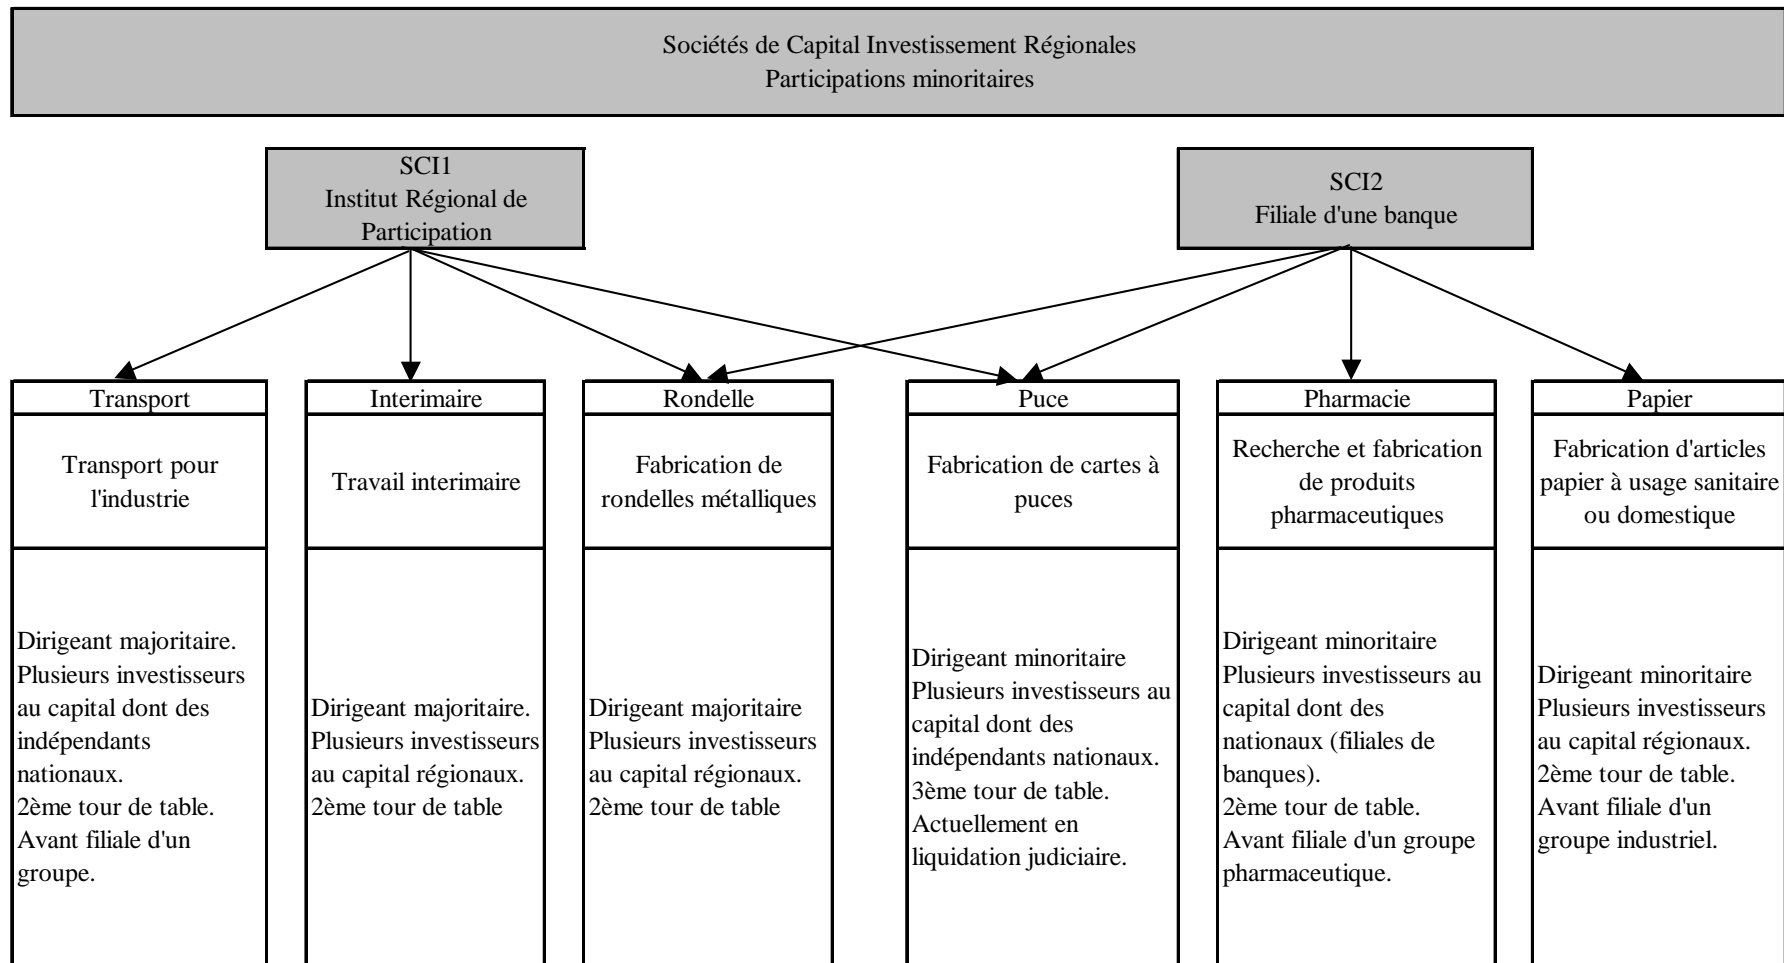 Sociétés de Capital Investissement Régionales
Participations minoritaires
SCI1
Institut Régional de
Participation
SCI2
Filiale d'une banque
Transport
Transport pour
l'industrie
Dirigeant majoritaire.
Plusieurs investisseurs
au capital dont des
indépendants
nationaux.
2ème tour de table.
Avant filiale d'un
groupe.
Interimaire
Travail interimaire
Dirigeant majoritaire.
Plusieurs investisseurs
au capital régionaux.
2ème tour de table
Rondelle
Fabrication de
rondelles métalliques
Dirigeant majoritaire
Plusieurs investisseurs
au capital régionaux.
2ème tour de table
Puce
Fabrication de cartes à
puces
Dirigeant minoritaire
Plusieurs investisseurs au
capital dont des
indépendants nationaux.
3ème tour de table.
Actuellement en
liquidation judiciaire.
Pharmacie
Recherche et fabrication
de produits
pharmaceutiques
Dirigeant minoritaire
Plusieurs investisseurs au
capital dont des
nationaux (filiales de
banques).
2ème tour de table.
Avant filiale d'un groupe
pharmaceutique.
Papier
Fabrication d'articles
papier à usage sanitaire
ou domestique
Dirigeant minoritaire
Plusieurs investisseurs
au capital régionaux.
2ème tour de table.
Avant filiale d'un
groupe industriel.